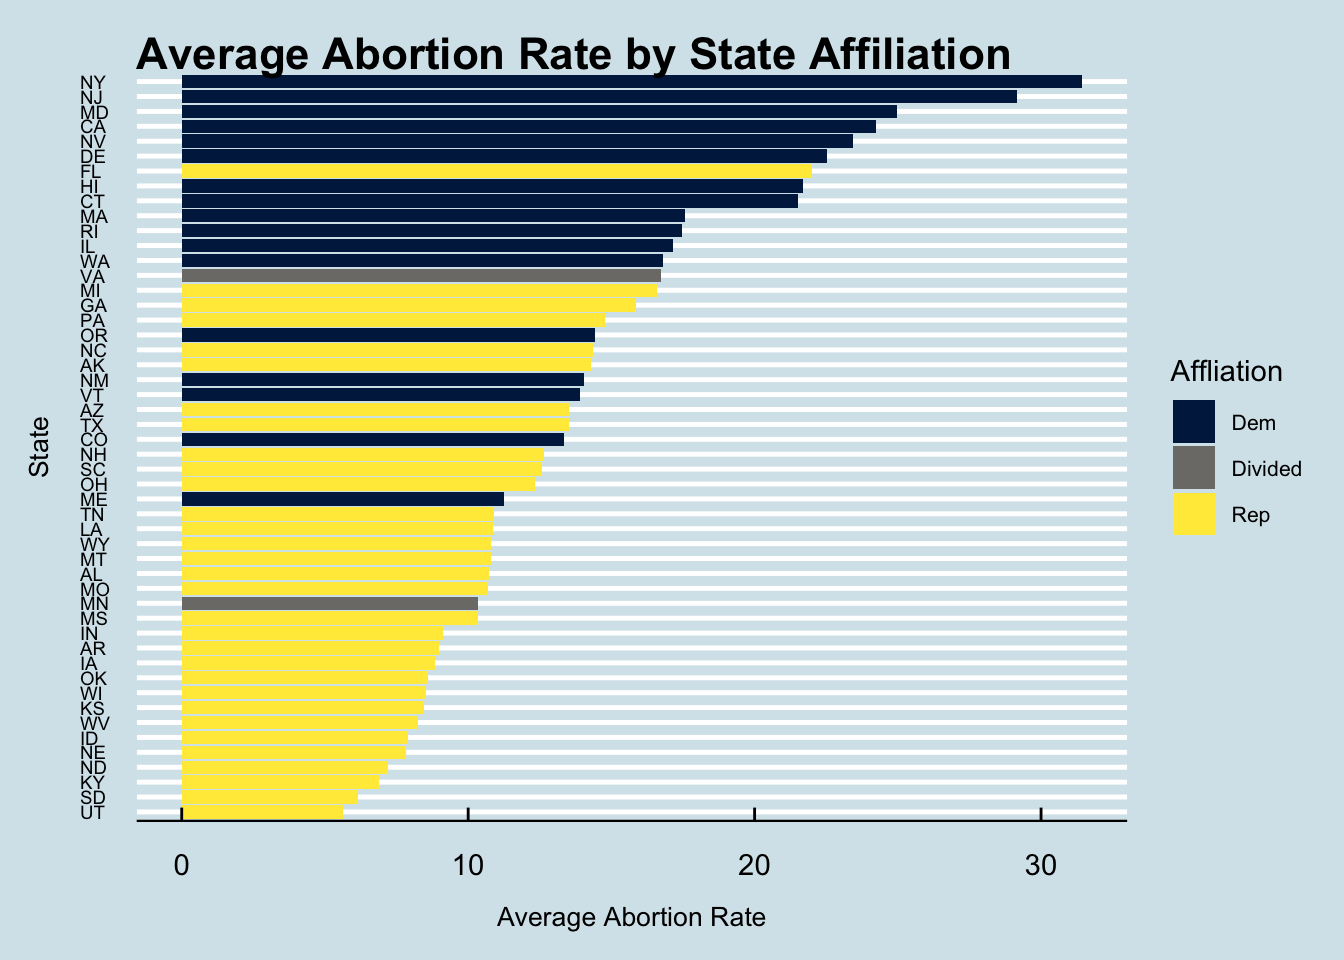 Average Abortion Rate by State Affiliation
NY
NJ
MD
CA
NV
DE
FL
HI
CT
MA
RI
IL
WA
VA
MI
GA
PA
OR
NC
AK
NM
VT
AZ
TX
CO
NH
SC
OH
ME
TN
LA
WY
MT
AL
MO
MN
MS
IN
AR
IA
OK
WI
KS
WV
ID
NE
ND
KY
SD
UT
State
0 10 20 30
Average Abortion Rate
Affliation
Dem
Divided
Rep